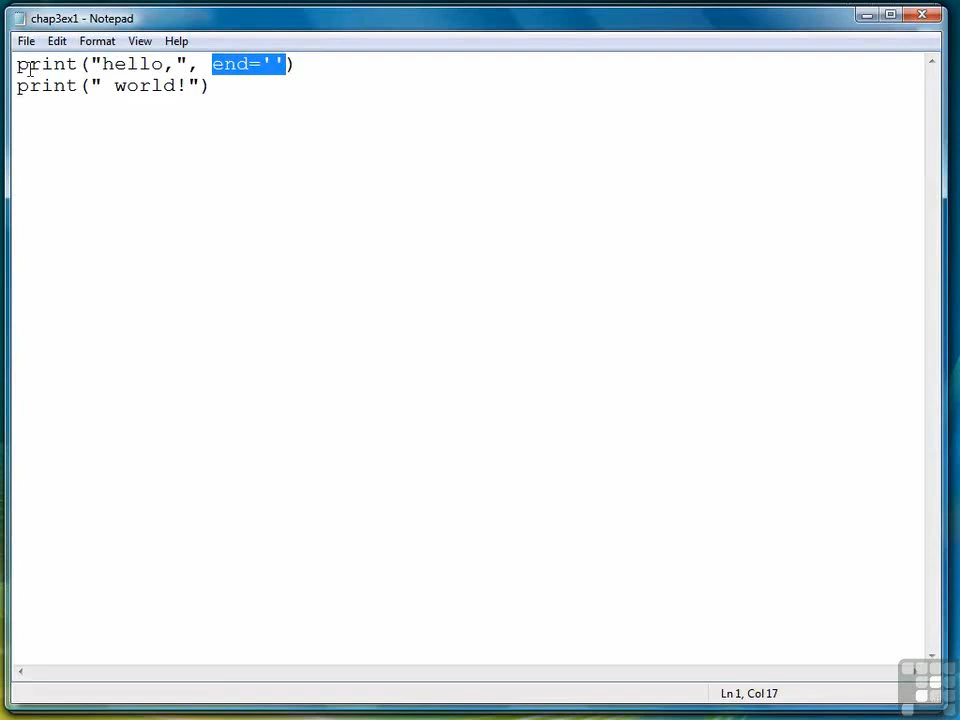 chap3ex1 - Notepad
File Edit Format View Help
print("hello,", end='')
print(" world!")
Ln 1, Col 17